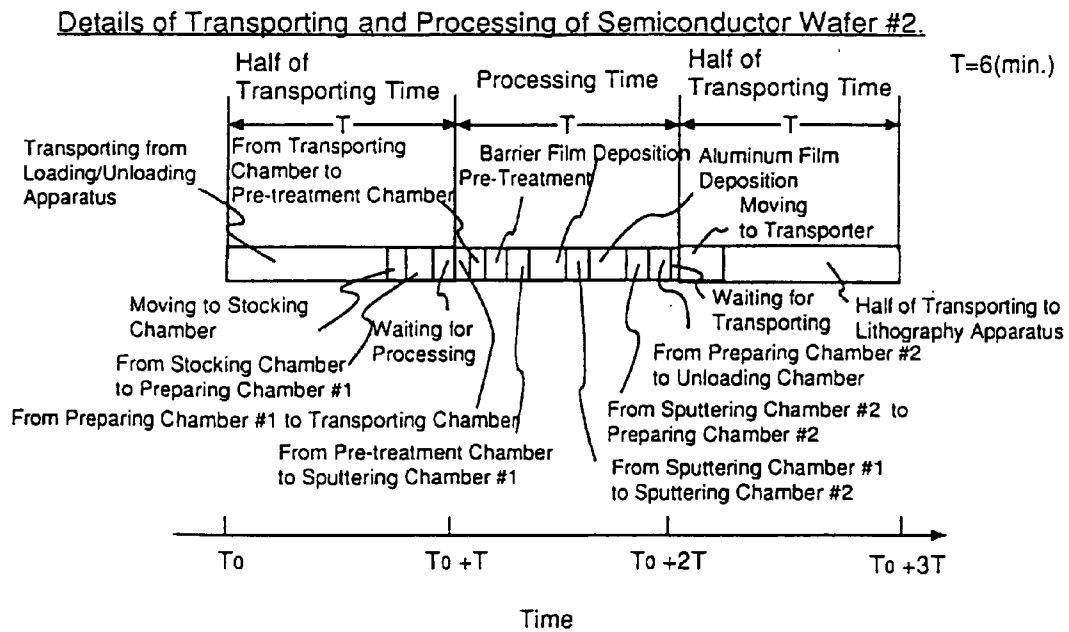 Details of Transporting and Processing of Semiconductor Wafer #2.
Half of
Transporting Time
Processing Time
Half of
Transporting Time
T=6(min.)
T
T
T
Transporting from
Loading/Unloading
Apparatus
From Transporting
Chamber to
Pre-treatment Chamber
Barrier Film Deposition
Pre-Treatment
Aluminum Film
Deposition
Moving
to Transporter
Moving to Stocking
Chamber
Waiting for
Processing
Waiting for
Transporting
Half of Transporting to
Lithography Apparatus
From Stocking Chamber
to Preparing Chamber #1
From Preparing Chamber #2
to Unloading Chamber
From Preparing Chamber #1 to Transporting Chamber
From Sputtering Chamber #2 to
Preparing Chamber #2
From Pre-treatment Chamber
to Sputtering Chamber #1
From Sputtering Chamber #1
to Sputtering Chamber #2
To
To +T
To +2T
To +3T
Time